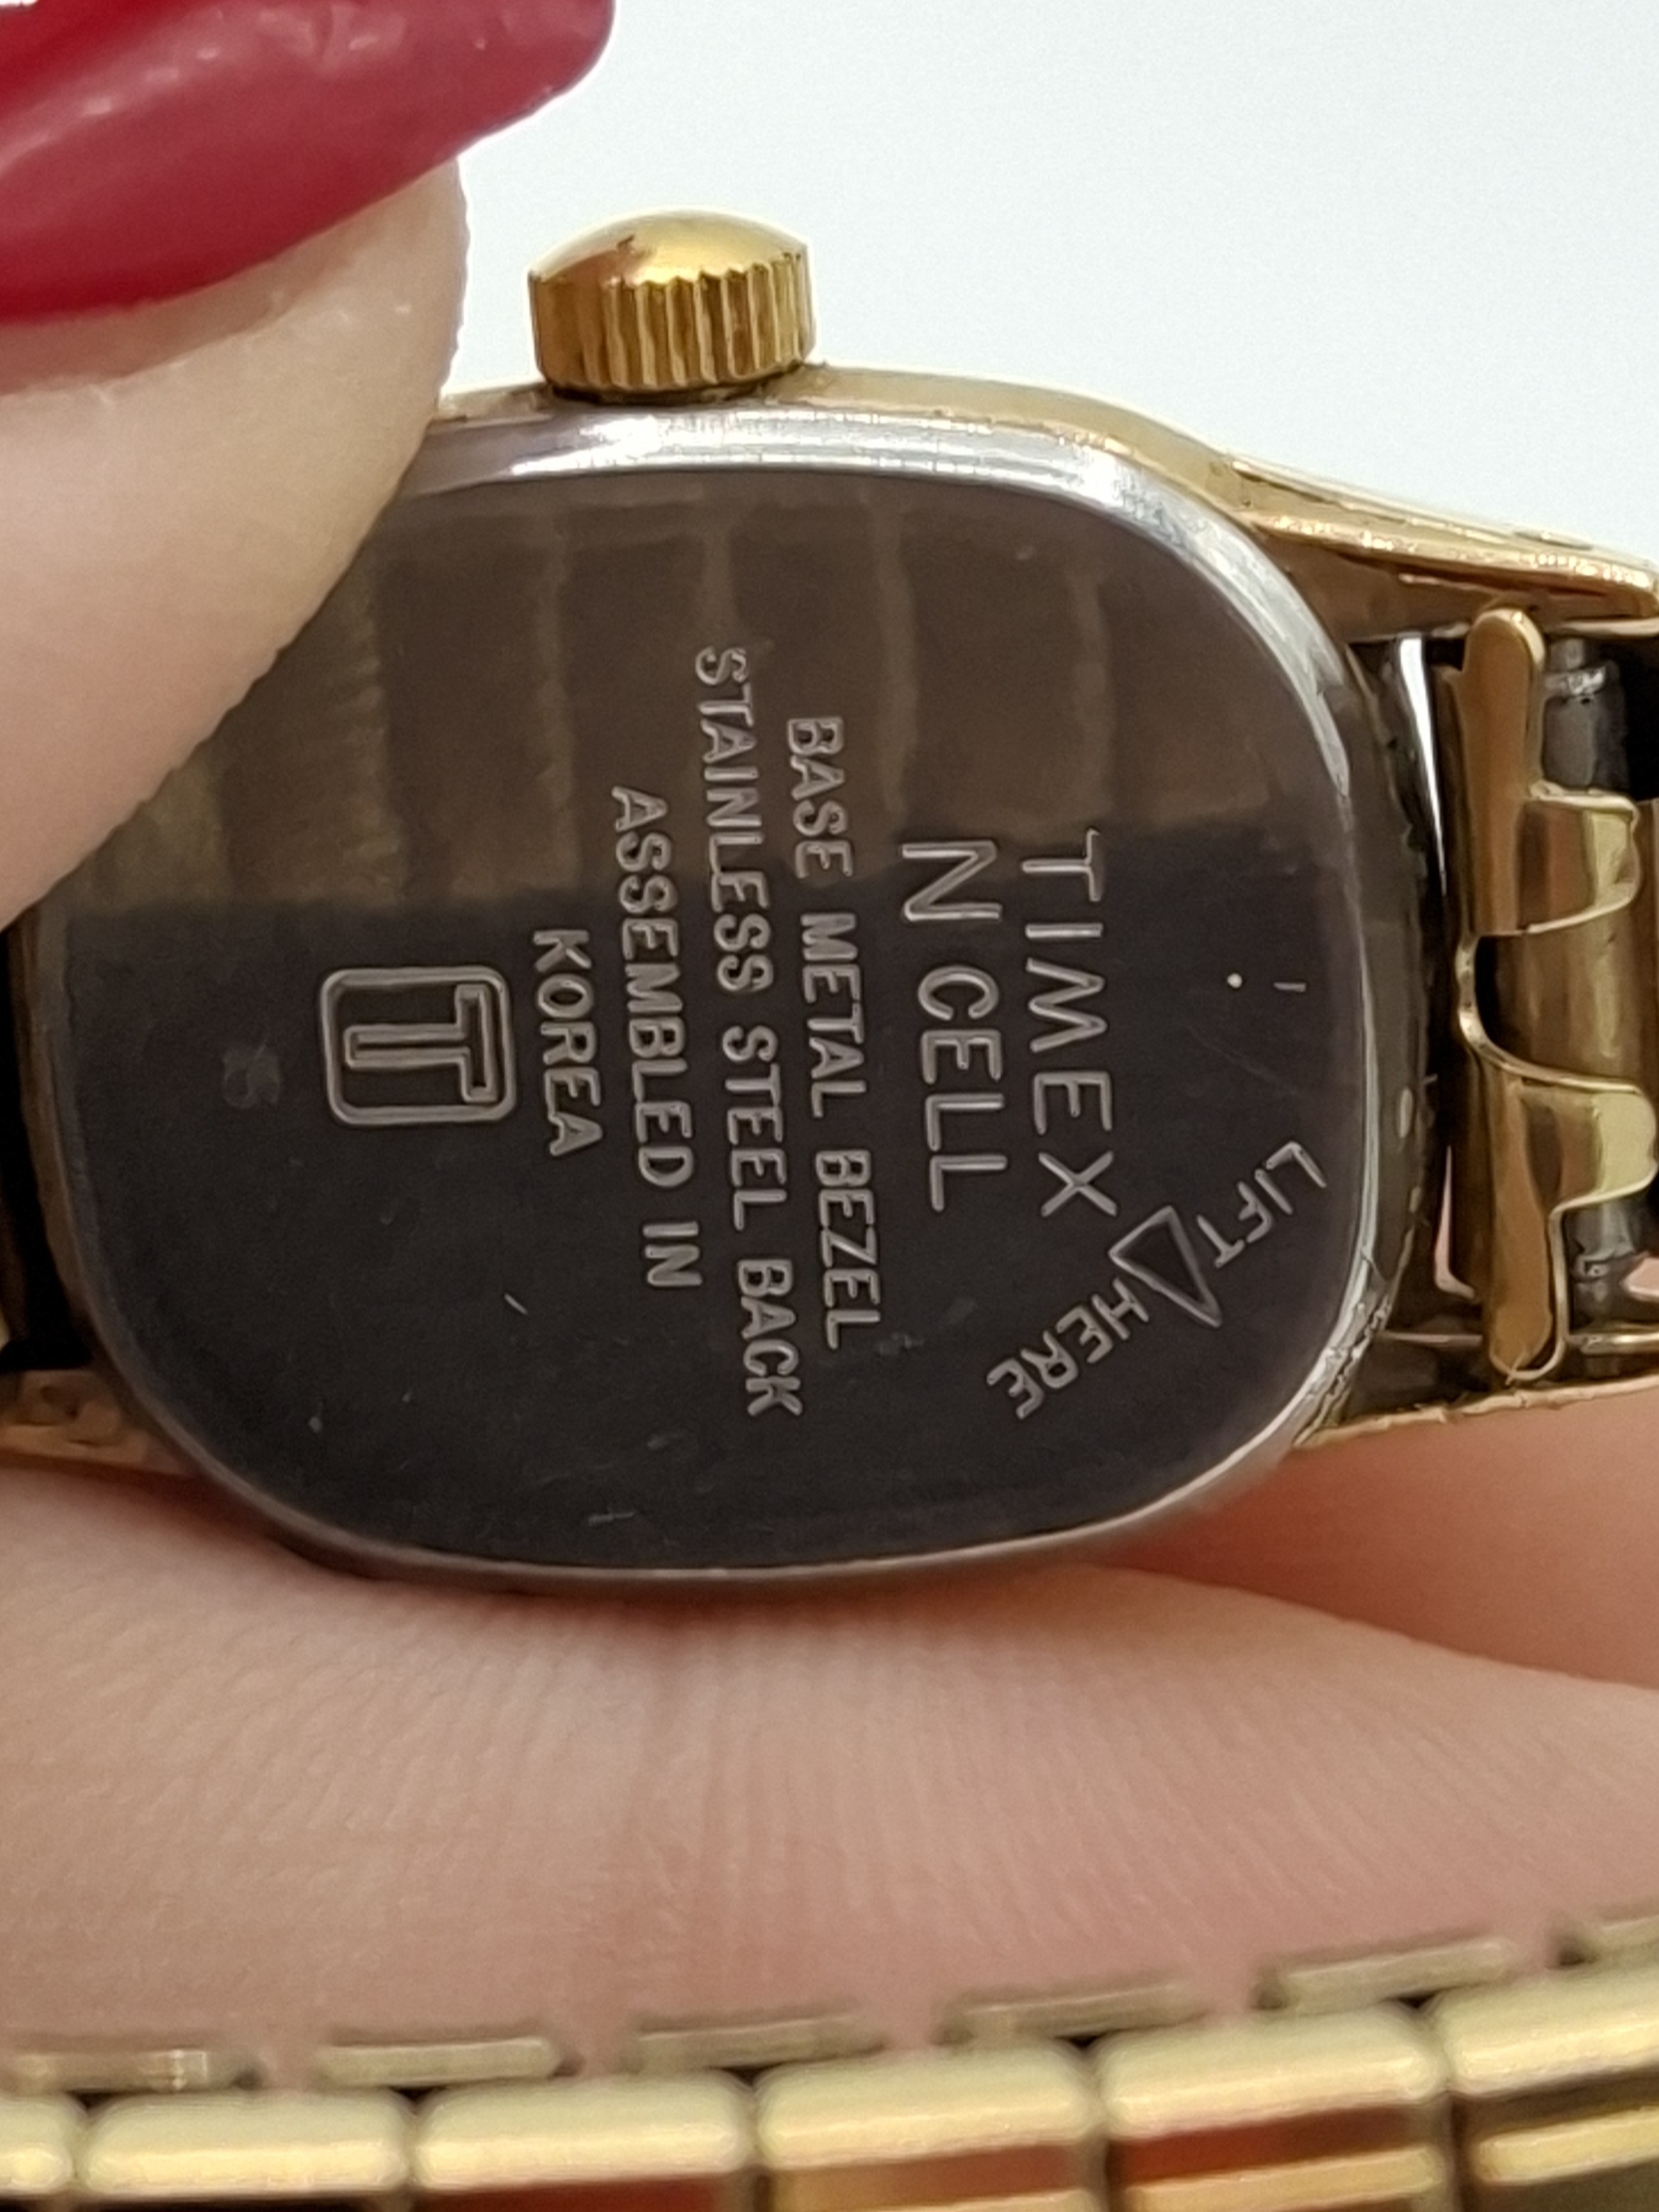 LIFT HERE
TIMEX
N CELL
BASE METAL BEZEL
STAINLESS STEEL BACK
ASSEMBLED IN
KOREA
T